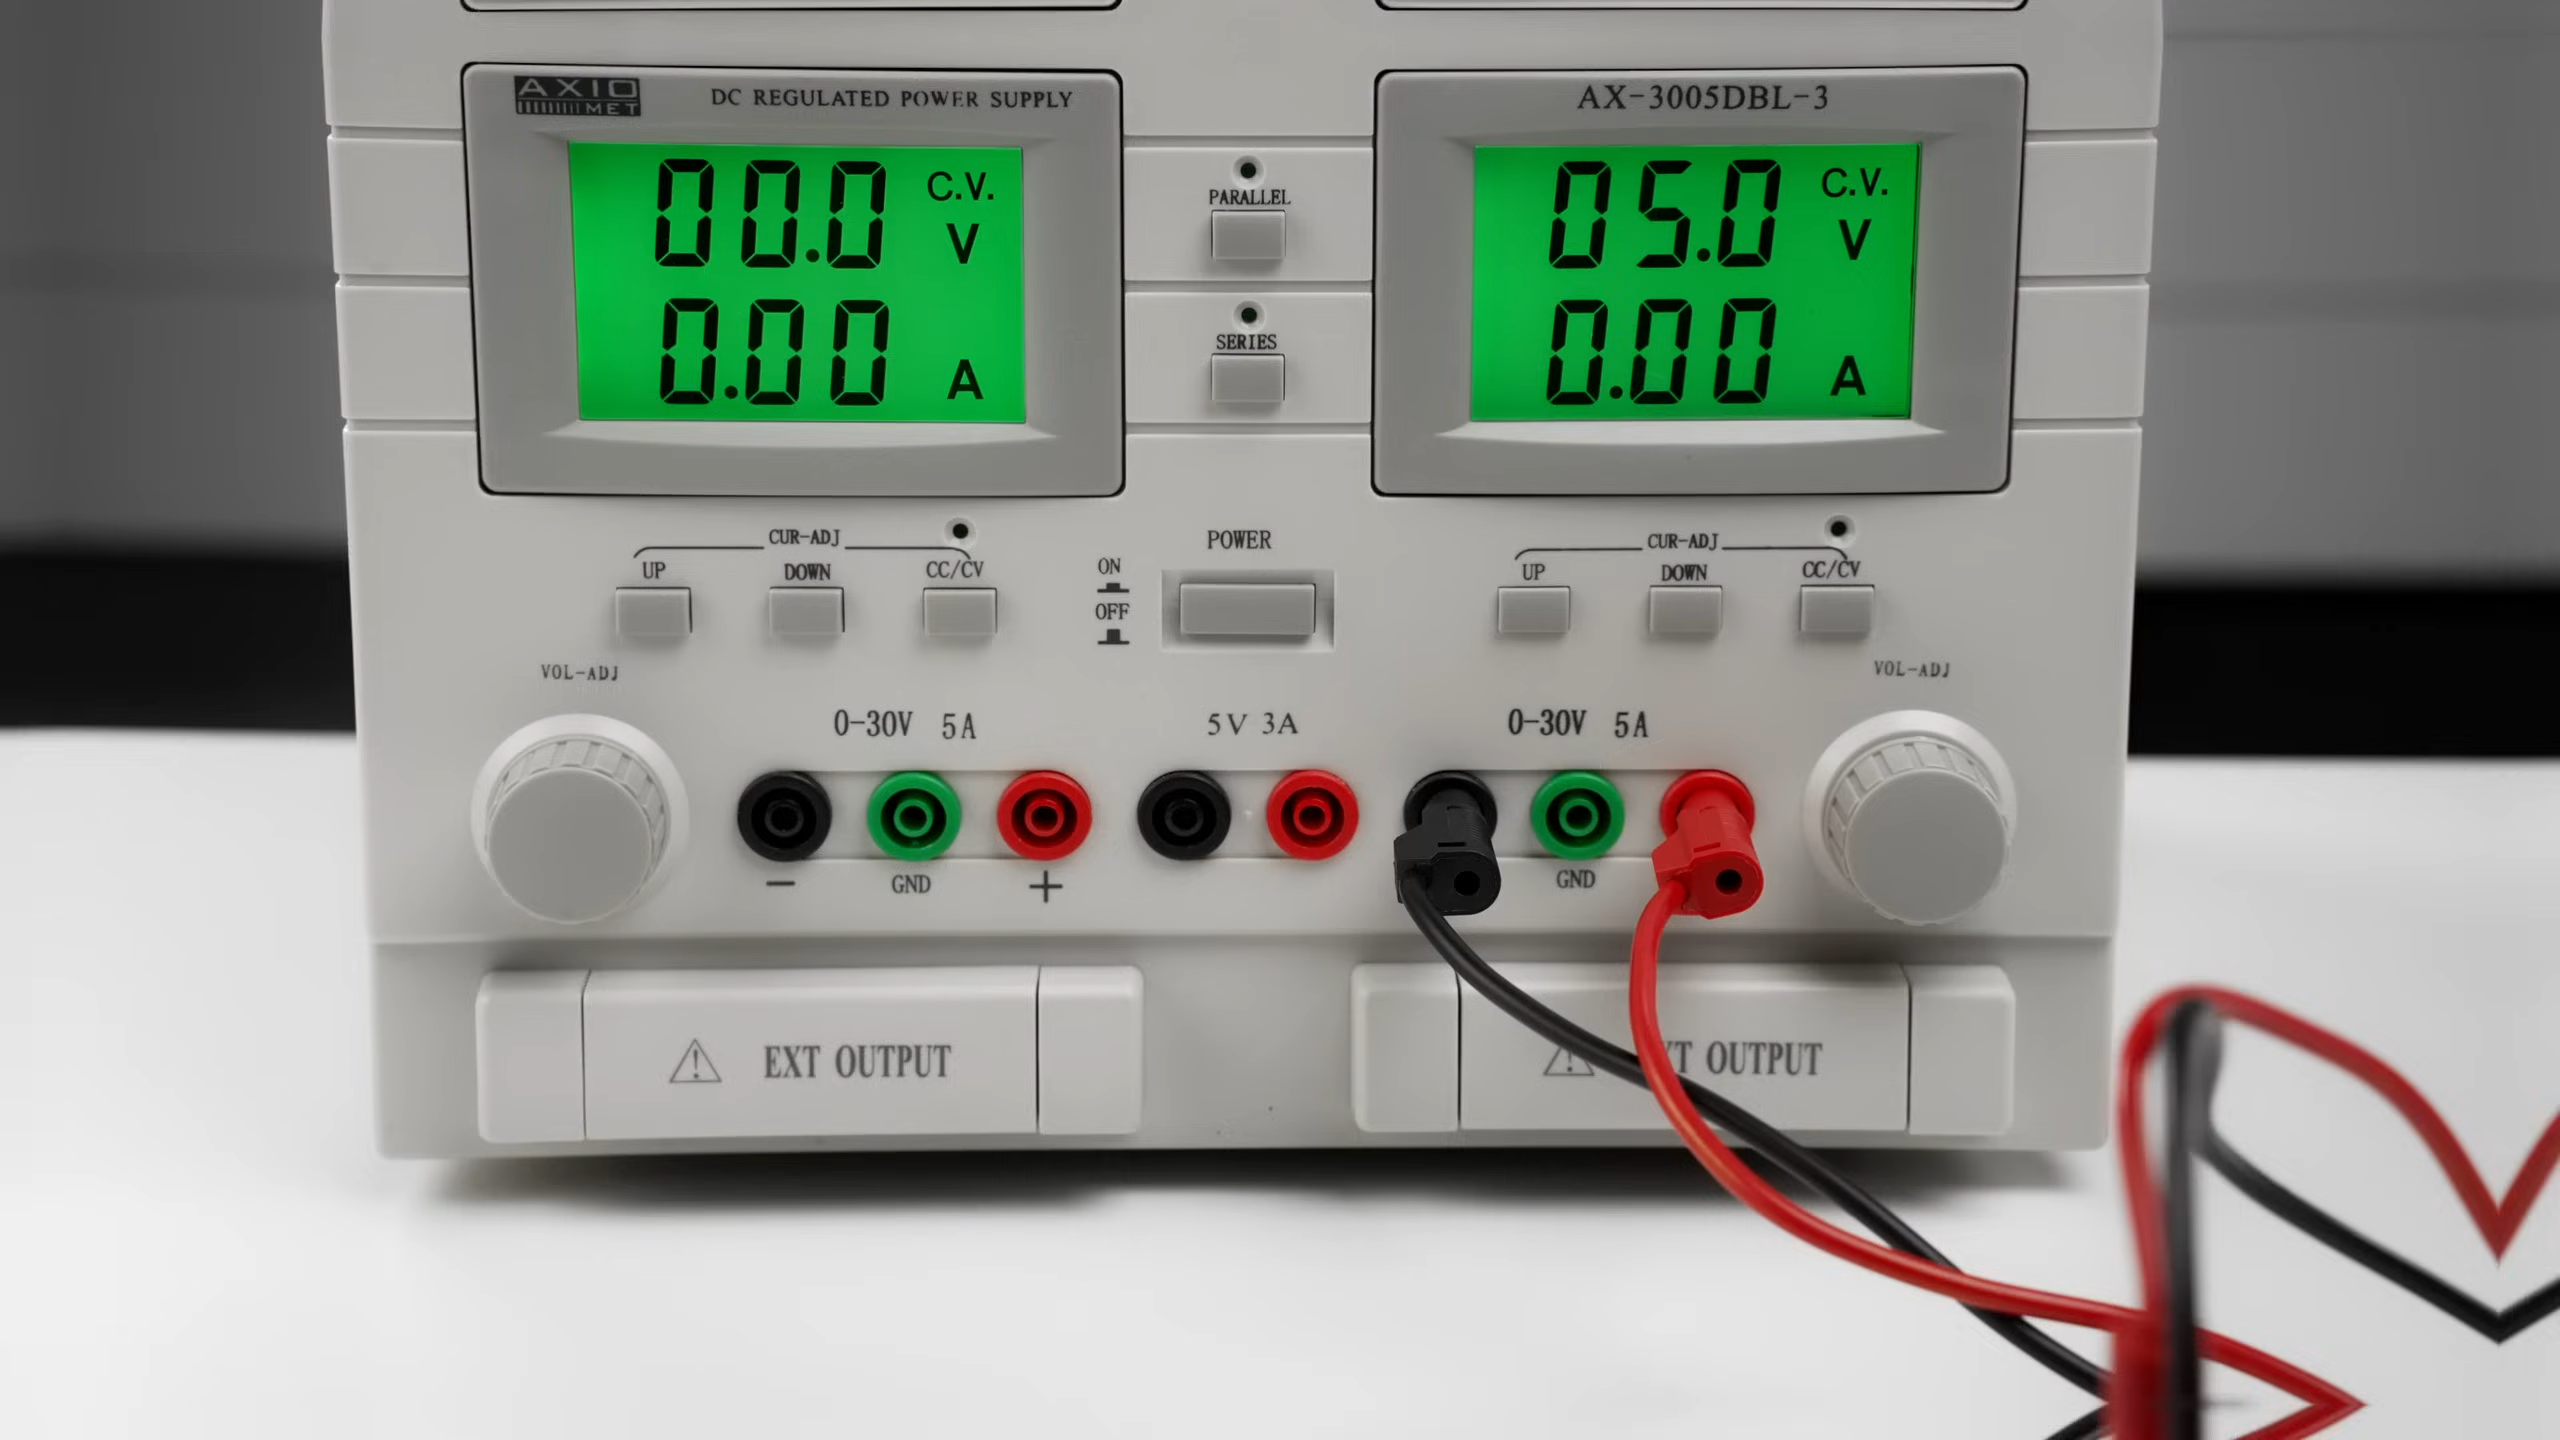 AXIO
MET
DC REGULATED POWER SUPPLY
00.0 C.V.
V
0.00 A
PARALLEL
SERIES
AX-3005DBL-3
05.0 C.V.
V
0.00 A
CUR-ADJ
UP DOWN CC/CV
POWER
ON
OFF
CUR-ADJ
UP DOWN CC/CV
VOL-ADJ
VOL-ADJ
0-30V 5A
5V 3A
0-30V 5A
− GND +
GND
EXT OUTPUT
OUTPUT